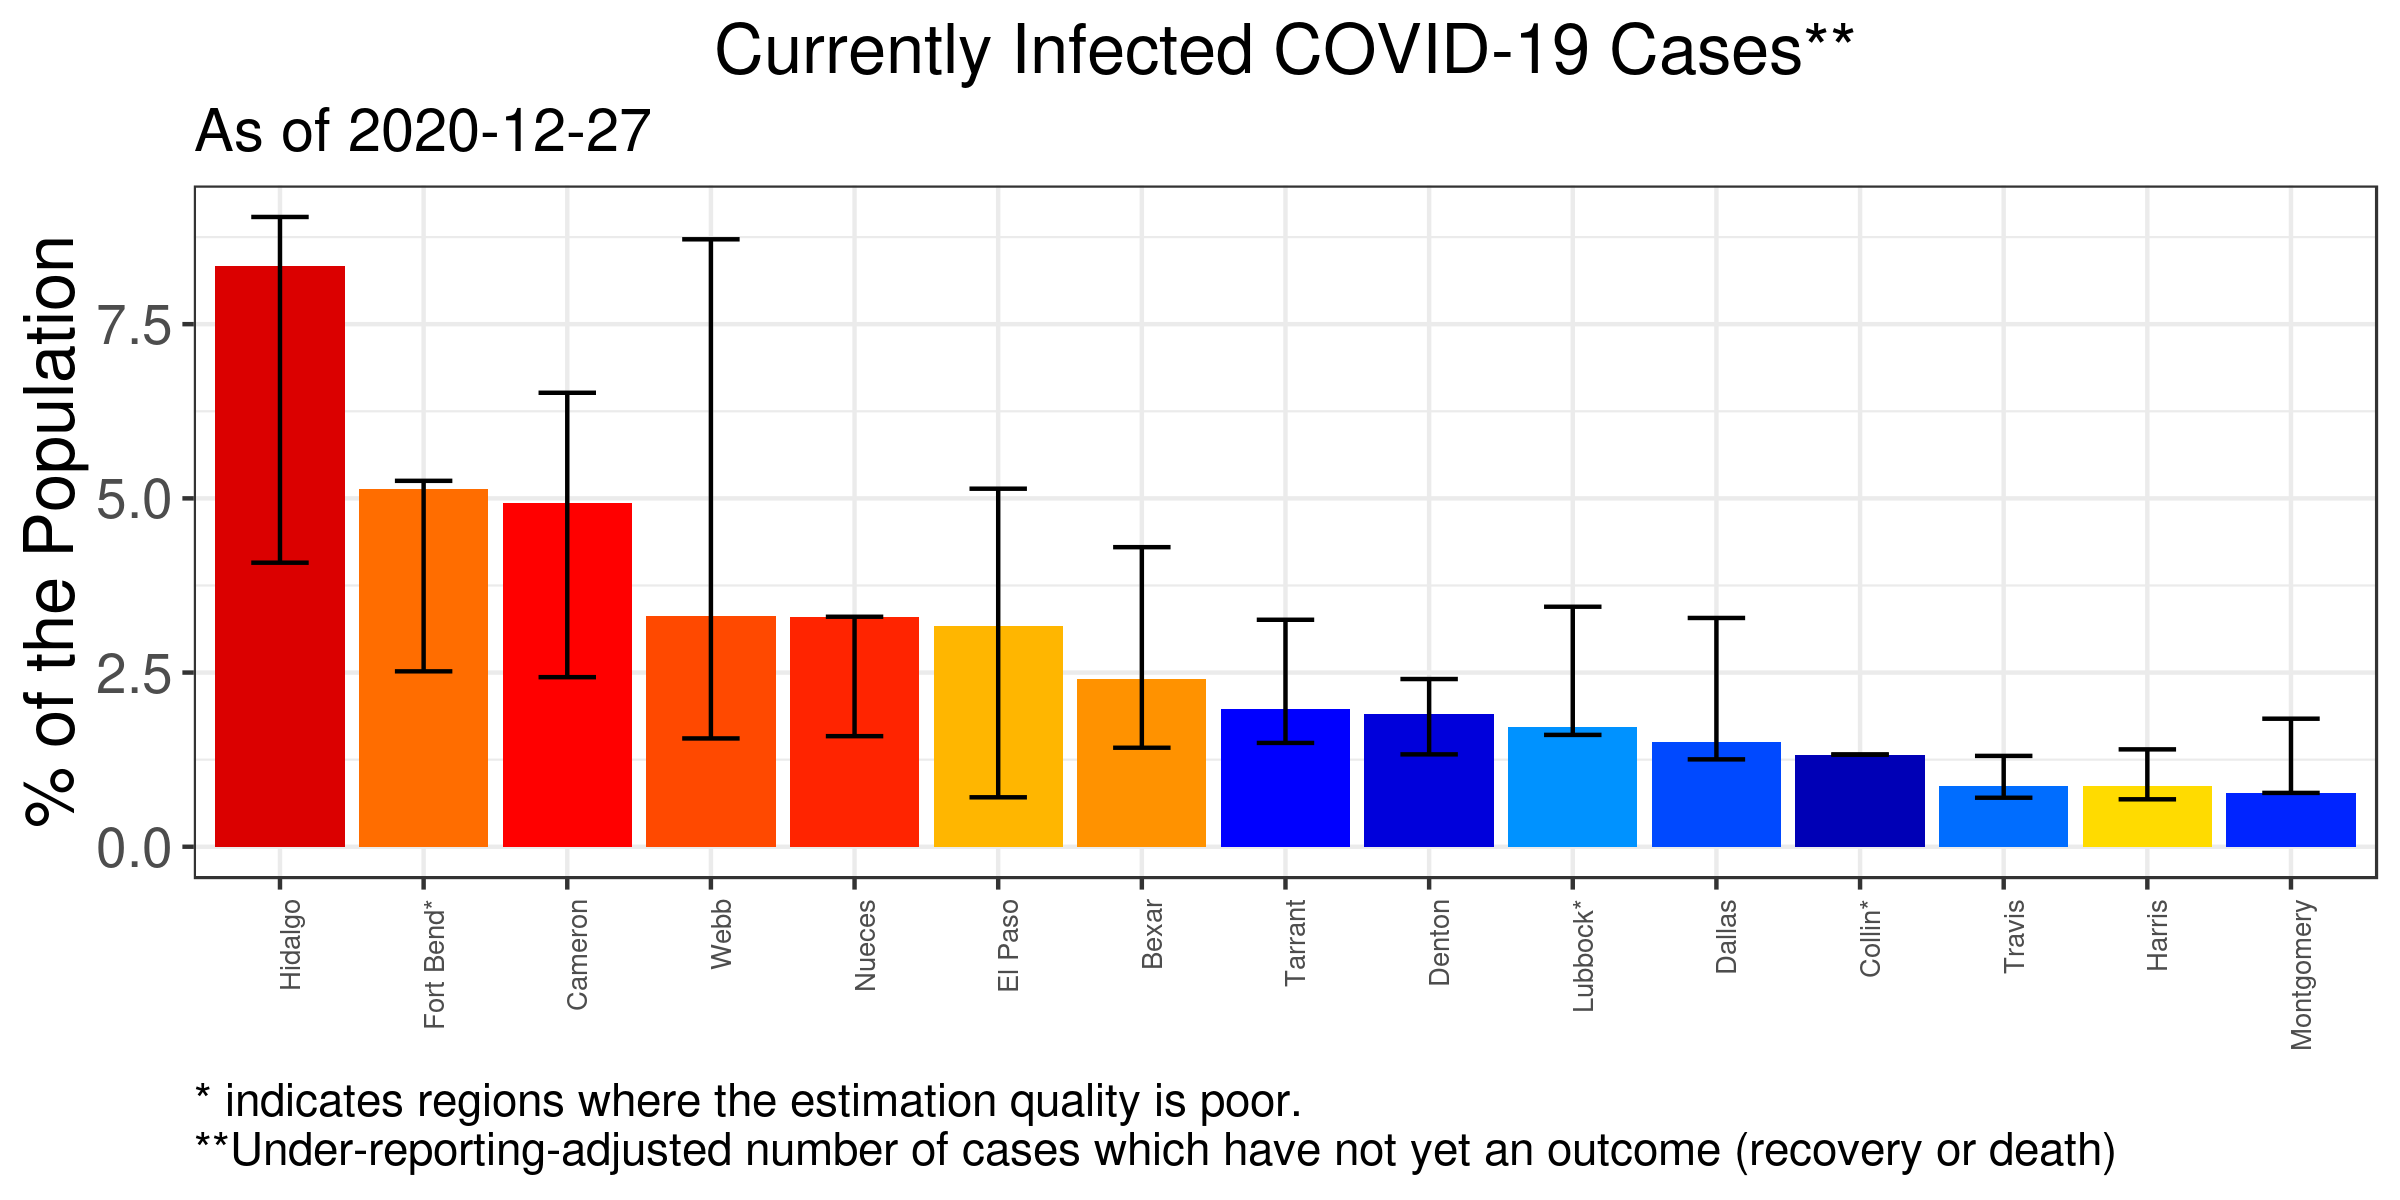 Currently Infected COVID-19 Cases**
As of 2020-12-27
% of the Population
7.5
5.0
2.5
0.0
Hidalgo
Fort Bend*
Cameron
Webb
Nueces
El Paso
Bexar
Tarrant
Denton
Lubbock*
Dallas
Collin*
Travis
Harris
Montgomery
* indicates regions where the estimation quality is poor.
**Under-reporting-adjusted number of cases which have not yet an outcome (recovery or death)